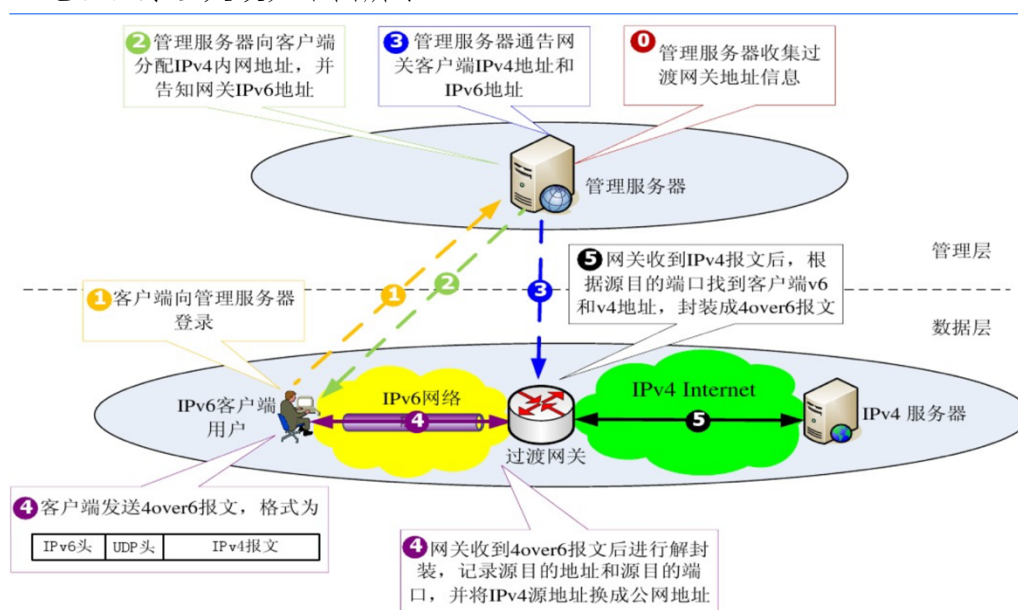 2 管理服务器向客户端
分配IPv4内网地址，并
告知网关IPv6地址
3 管理服务器通告网
关客户端IPv4地址和
IPv6地址
0
管理服务器收集过
渡网关地址信息
管理服务器
管理层
数据层
1 客户端向管理服务器
登录
1
2
3
5 网关收到IPv4报文后，根
据源目的端口找到客户端v6
和v4地址，封装成4over6报文
IPv6客户端
用户
IPv6网络
4
过渡网关
IPv4 Internet
5
IPv4 服务器
4 客户端发送4over6报文，格式为
IPv6头 UDP头 IPv4报文
4 网关收到4over6报文后进行解封
装，记录源目的地址和源目的端
口，并将IPv4源地址换成公网地址